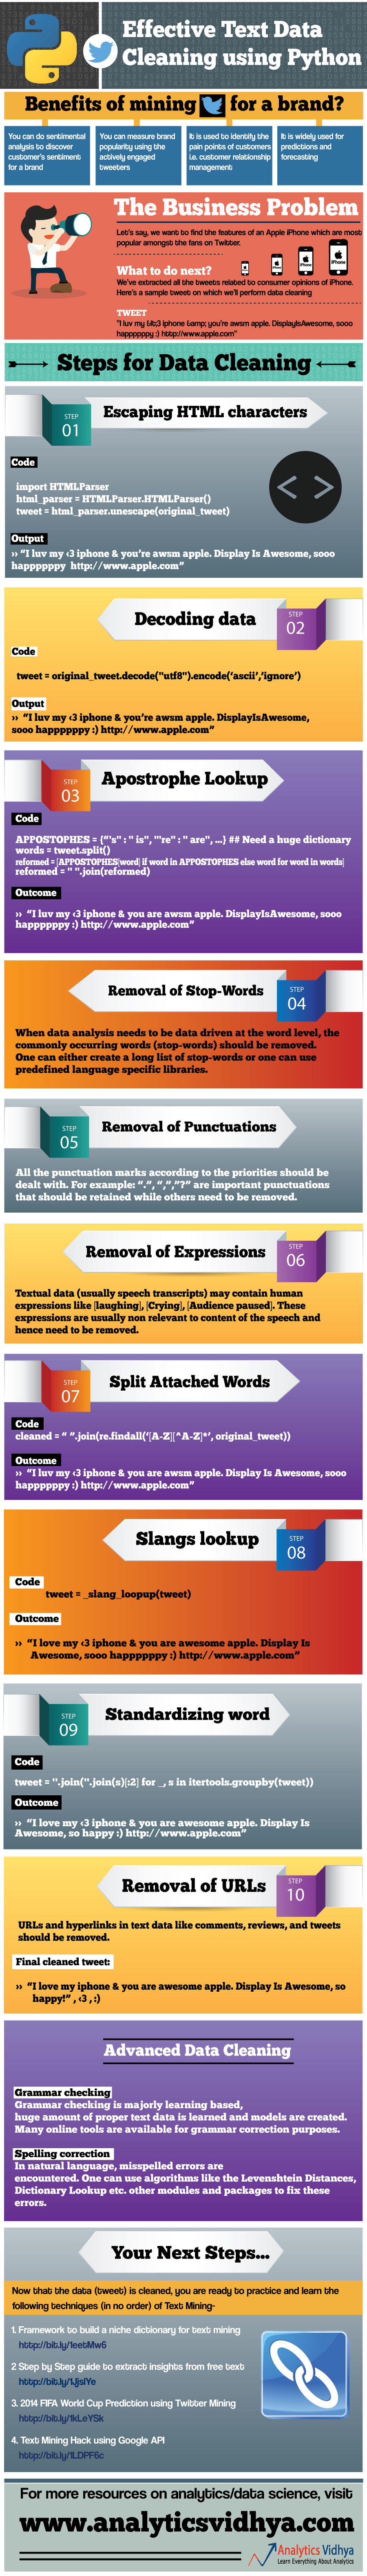 Effective Text Data
Cleaning using Python
Benefits of mining for a brand?
You can do sentimental
analysis to discover
customer's sentiment
for a brand
You can measure brand
popularity using the
actively engaged
tweeters
It is used to identify the
pain points of customers
i.e. customer relationship
management
It is widely used for
predictions and
forecasting
The Business Problem
Let's say, we want to find the features of an Apple iPhone which are most
popular amongst the fans on Twitter.
What to do next?
We've extracted all the tweets related to consumer opinions of iPhone.
Here's a sample tweet on which we'll perform data cleaning
TWEET
"I luv my &lt;3 iphone &amp; you're awsm apple. DisplayIsAwesome, sooo
happppppy :) http://www.apple.com"
Steps for Data Cleaning
STEP
01
Escaping HTML characters
Code
import HTMLParser
html_parser = HTMLParser.HTMLParser()
tweet = html_parser.unescape(original_tweet)
Output
›› “I luv my ‹3 iphone & you’re awsm apple. Display Is Awesome, sooo
happppppy http://www.apple.com”
Decoding data
STEP
02
Code
tweet = original_tweet.decode("utf8").encode(‘ascii’,’ignore’)
Output
›› “I luv my ‹3 iphone & you’re awsm apple. DisplayIsAwesome,
sooo happppppy :) http://www.apple.com”
STEP
03
Apostrophe Lookup
Code
APPOSTOPHES = {“'s" : " is", "'re" : " are", ...} ## Need a huge dictionary
words = tweet.split()
reformed = [APPOSTOPHES[word] if word in APPOSTOPHES else word for word in words]
reformed = " ".join(reformed)
Outcome
›› “I luv my ‹3 iphone & you are awsm apple. DisplayIsAwesome, sooo
happppppy :) http://www.apple.com”
Removal of Stop-Words
STEP
04
When data analysis needs to be data driven at the word level, the
commonly occurring words (stop-words) should be removed.
One can either create a long list of stop-words or one can use
predefined language specific libraries.
STEP
05
Removal of Punctuations
All the punctuation marks according to the priorities should be
dealt with. For example: “.”, “,”,”?” are important punctuations
that should be retained while others need to be removed.
Removal of Expressions
STEP
06
Textual data (usually speech transcripts) may contain human
expressions like [laughing], [Crying], [Audience paused]. These
expressions are usually non relevant to content of the speech and
hence need to be removed.
STEP
07
Split Attached Words
Code
cleaned = “ ”.join(re.findall(‘[A-Z][^A-Z]*’, original_tweet))
Outcome
›› “I luv my ‹3 iphone & you are awsm apple. Display Is Awesome, sooo
happppppy :) http://www.apple.com”
Slangs lookup
STEP
08
Code
tweet = _slang_loopup(tweet)
Outcome
›› “I love my ‹3 iphone & you are awesome apple. Display Is
Awesome, sooo happppppy :) http://www.apple.com”
STEP
09
Standardizing word
Code
tweet = ''.join(''.join(s)[:2] for _, s in itertools.groupby(tweet))
Outcome
›› “I love my ‹3 iphone & you are awesome apple. Display Is
Awesome, so happy :) http://www.apple.com”
Removal of URLs
STEP
10
URLs and hyperlinks in text data like comments, reviews, and tweets
should be removed.
Final cleaned tweet:
›› “I love my iphone & you are awesome apple. Display Is Awesome, so
happy!” , ‹3 , :)
Advanced Data Cleaning
Grammar checking
Grammar checking is majorly learning based,
huge amount of proper text data is learned and models are created.
Many online tools are available for grammar correction purposes.
Spelling correction
In natural language, misspelled errors are
encountered. One can use algorithms like the Levenshtein Distances,
Dictionary Lookup etc. other modules and packages to fix these
errors.
Your Next Steps...
Now that the data (tweet) is cleaned, you are ready to practice and learn the
following techniques (in no order) of Text Mining-
1. Framework to build a niche dictionary for text mining
http://bit.ly/1eetMw6
2 Step by Step guide to extract insights from free text
http://bit.ly/1JjslYe
3. 2014 FIFA World Cup Prediction using Twitter Mining
http://bit.ly/1kLeYSk
4. Text Mining Hack using Google API
http://bit.ly/1LDPF6c
For more resources on analytics/data science, visit
www.analyticsvidhya.com
Analytics Vidhya
Learn Everything About Analytics